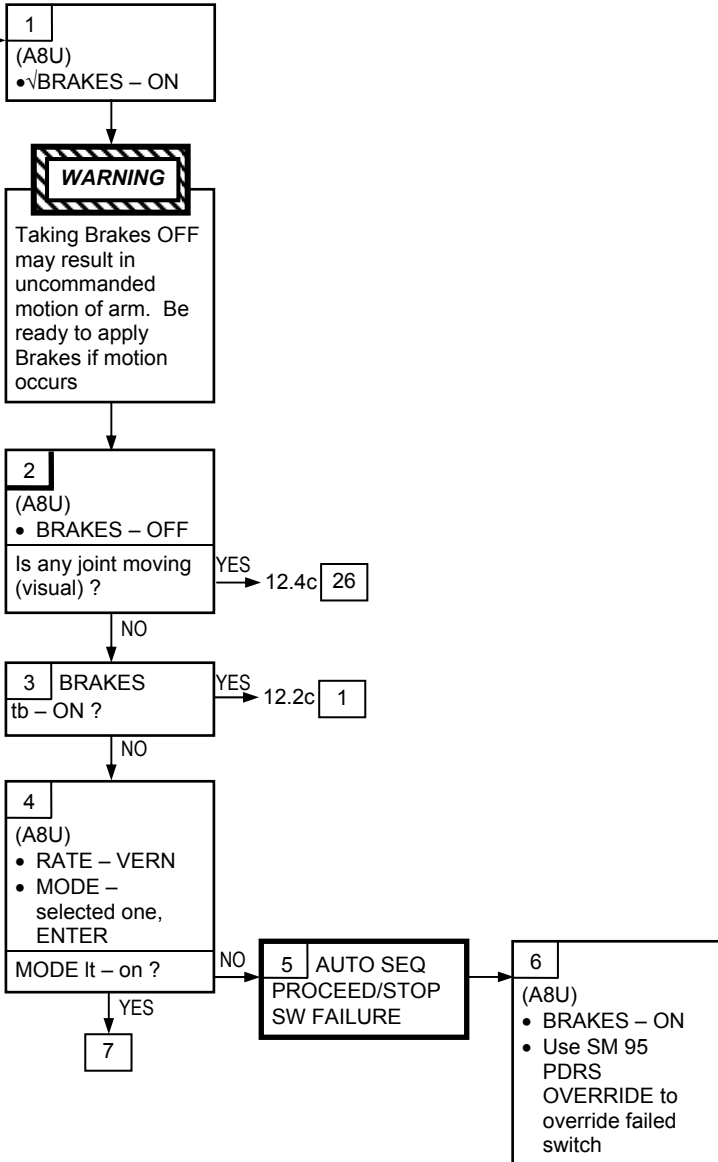 1
(A8U)
•√BRAKES – ON
WARNING
Taking Brakes OFF
may result in
uncommanded
motion of arm. Be
ready to apply
Brakes if motion
occurs
2
(A8U)
• BRAKES – OFF
Is any joint moving
(visual) ?
YES
12.4c 26
NO
3 BRAKES
tb – ON ?
YES
12.2c 1
NO
4
(A8U)
• RATE – VERN
• MODE –
selected one,
ENTER
MODE lt – on ?
NO
YES
7
5 AUTO SEQ
PROCEED/STOP
SW FAILURE
6
(A8U)
• BRAKES – ON
• Use SM 95
PDRS
OVERRIDE to
override failed
switch